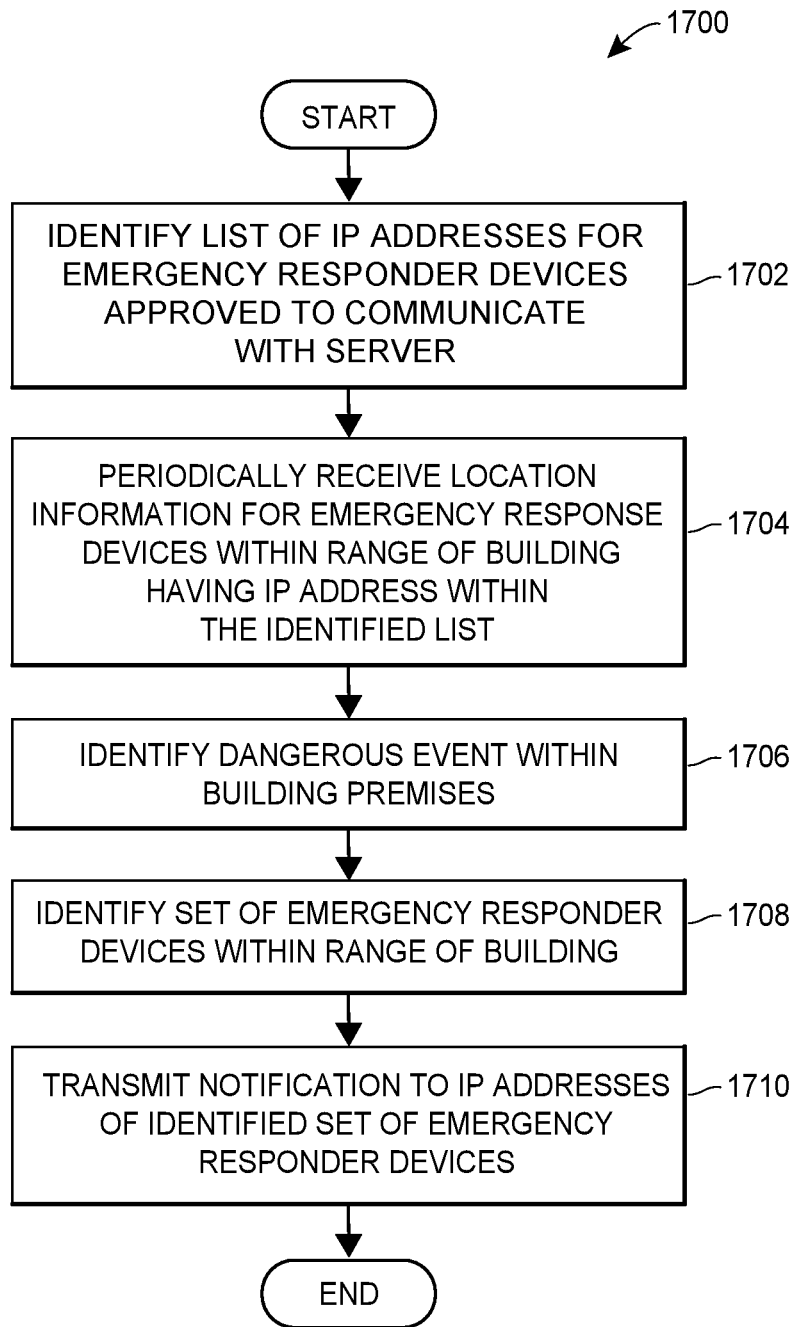 1700
START
IDENTIFY LIST OF IP ADDRESSES FOR
EMERGENCY RESPONDER DEVICES
APPROVED TO COMMUNICATE
WITH SERVER
1702
PERIODICALLY RECEIVE LOCATION
INFORMATION FOR EMERGENCY RESPONSE
DEVICES WITHIN RANGE OF BUILDING
HAVING IP ADDRESS WITHIN
THE IDENTIFIED LIST
1704
IDENTIFY DANGEROUS EVENT WITHIN
BUILDING PREMISES
1706
IDENTIFY SET OF EMERGENCY RESPONDER
DEVICES WITHIN RANGE OF BUILDING
1708
TRANSMIT NOTIFICATION TO IP ADDRESSES
OF IDENTIFIED SET OF EMERGENCY
RESPONDER DEVICES
1710
END